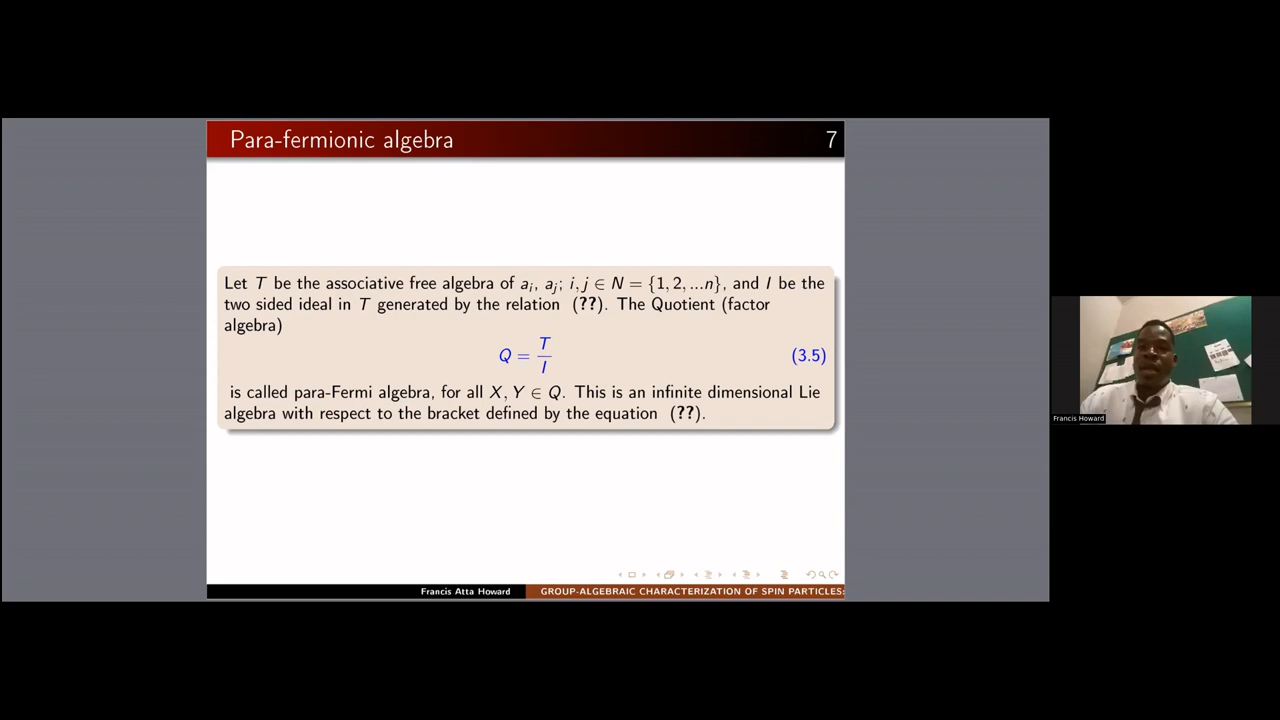 Para-fermionic algebra 7
Let T be the associative free algebra of aᵢ, aⱼ; i, j ∈ N = {1, 2, ...n}, and I be the
two sided ideal in T generated by the relation (??). The Quotient (factor
algebra)
Q = T/I (3.5)
is called para-Fermi algebra, for all X, Y ∈ Q. This is an infinite dimensional Lie
algebra with respect to the bracket defined by the equation (??).
Francis Howard
Francis Atta Howard GROUP-ALGEBRAIC CHARACTERIZATION OF SPIN PARTICLES: